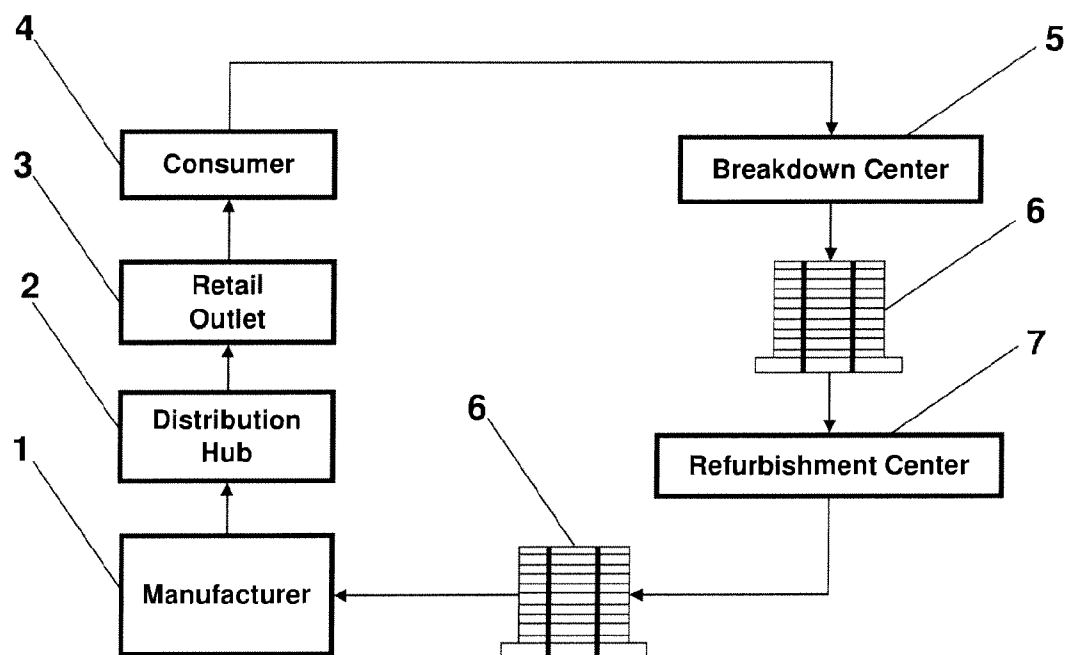 4
5
Consumer
Breakdown Center
3
6
Retail
Outlet
2
7
Distribution
Hub
6
Refurbishment Center
1
Manufacturer